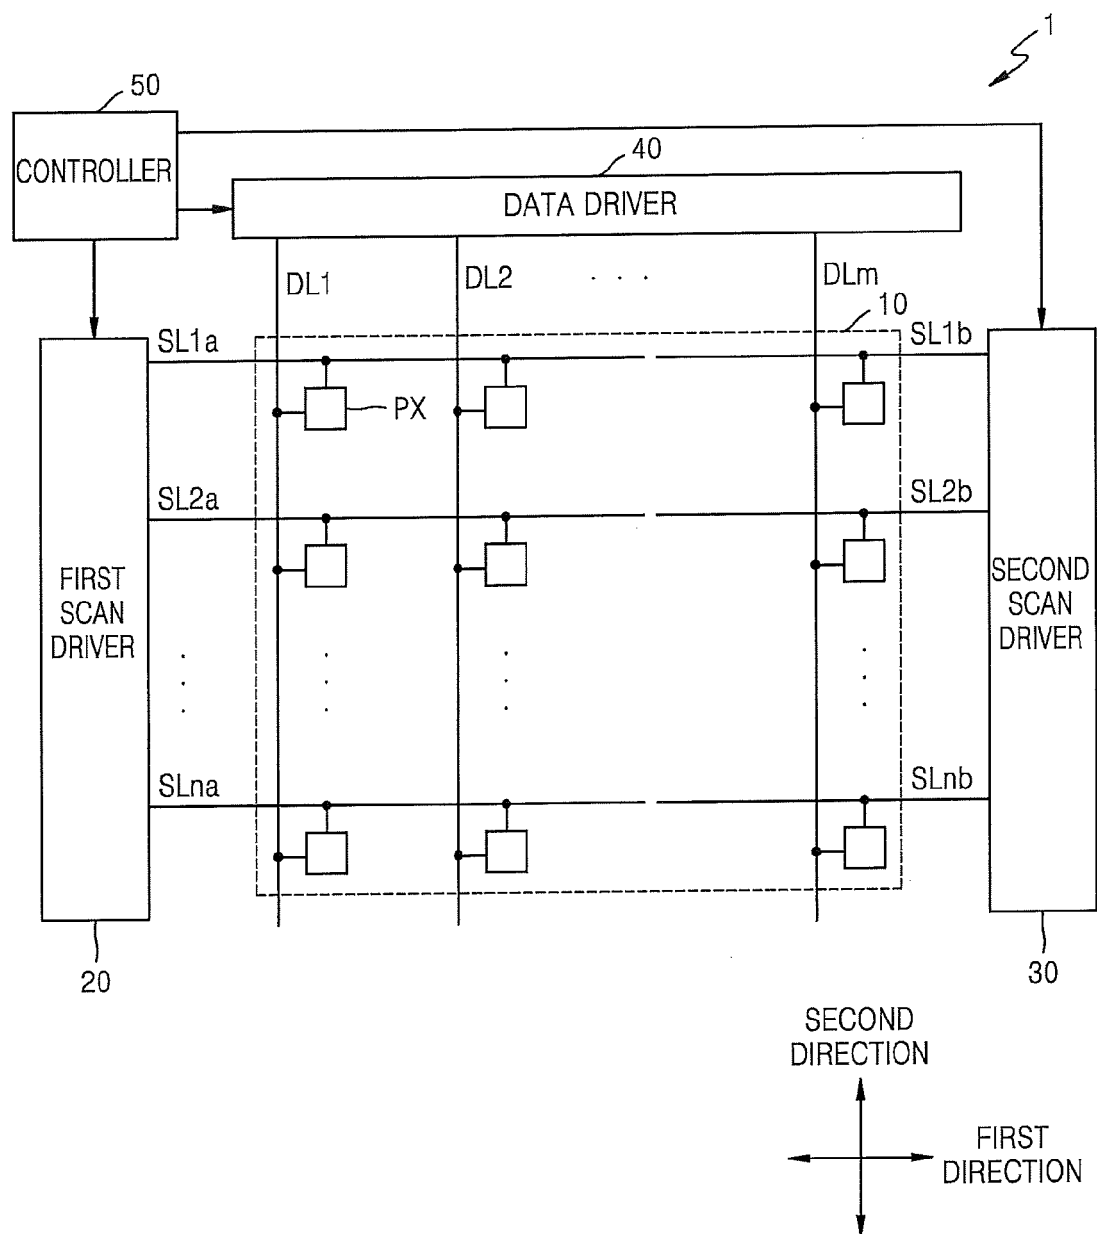 1
50
CONTROLLER
40
DATA DRIVER
DL1
DL2
DLm
10
SL1a
SL1b
PX
SL2a
SL2b
FIRST
SCAN
DRIVER
SECOND
SCAN
DRIVER
SLna
SLnb
20
30
SECOND
DIRECTION
FIRST
DIRECTION